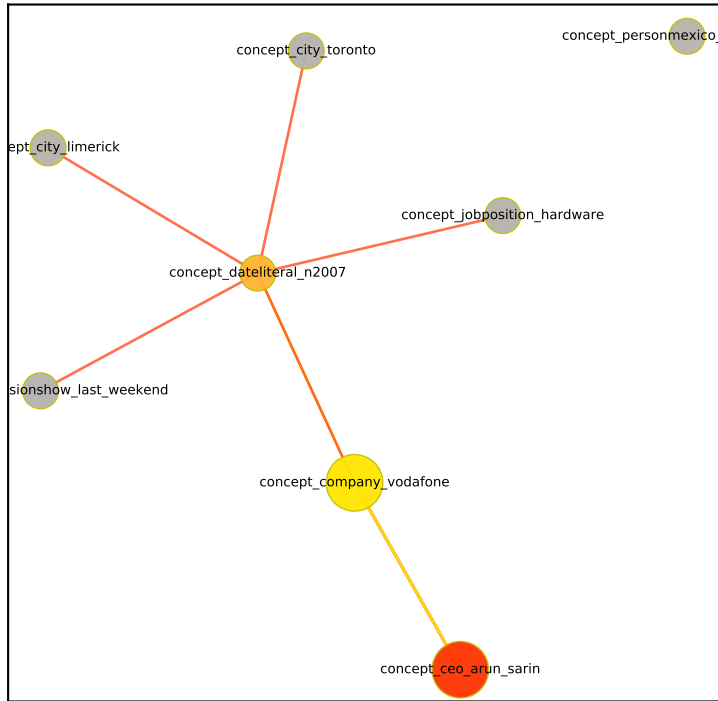 concept_personmexico_
concept_city_toronto
ept_city_limerick
concept_jobposition_hardware
concept_dateliteral_n2007
sionshow_last_weekend
concept_company_vodafone
concept_ceo_arun_sarin